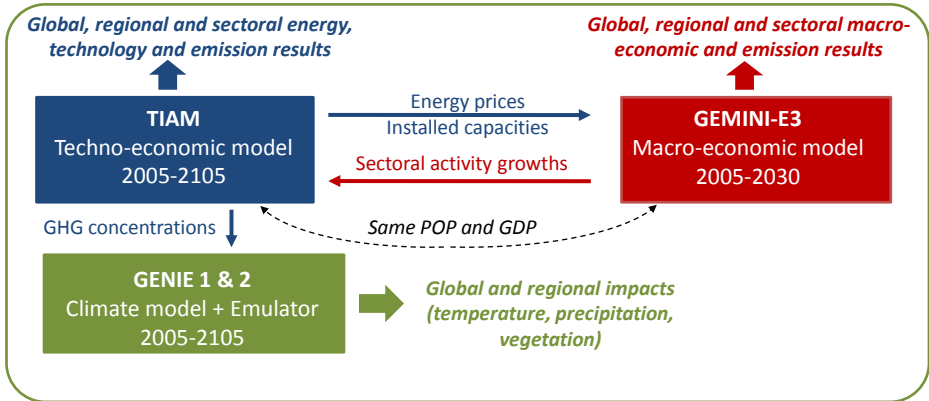 Global, regional and sectoral energy,
technology and emission results
Global, regional and sectoral macro-
economic and emission results
TIAM
Techno-economic model
2005-2105
Energy prices
Installed capacities
Sectoral activity growths
GEMINI-E3
Macro-economic model
2005-2030
GHG concentrations
Same POP and GDP
GENIE 1 & 2
Climate model + Emulator
2005-2105
Global and regional impacts
(temperature, precipitation,
vegetation)